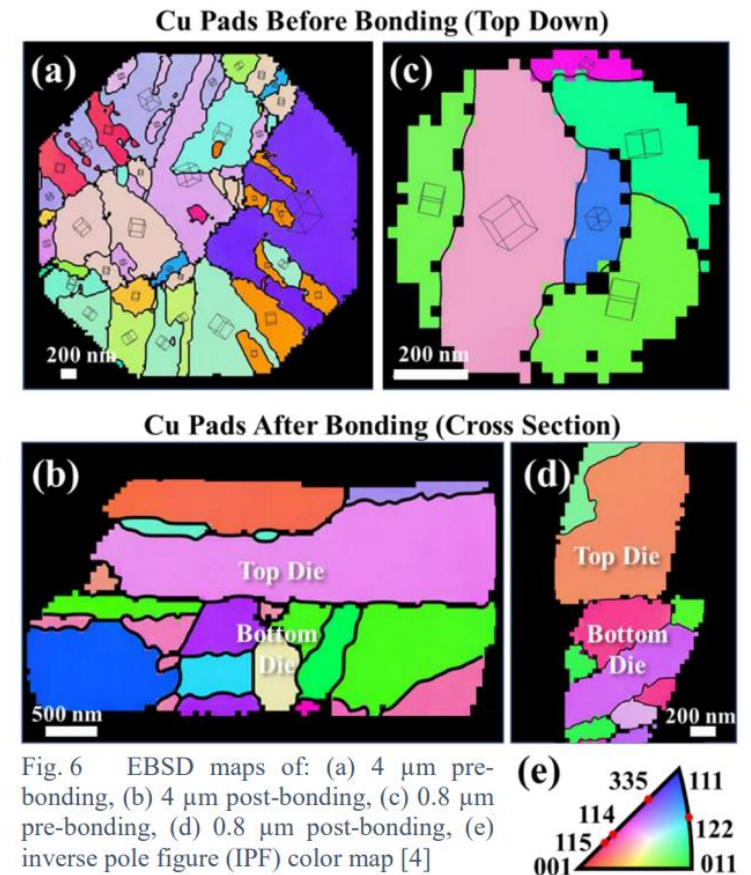 Cu Pads Before Bonding (Top Down)
(a)
200 nm
(c)
200 nm
Cu Pads After Bonding (Cross Section)
(b)
Top Die
Bottom
Die
500 nm
(d)
Top Die
Bottom
Die
200 nm
Fig. 6 EBSD maps of: (a) 4 µm pre-
bonding, (b) 4 µm post-bonding, (c) 0.8 µm
pre-bonding, (d) 0.8 µm post-bonding, (e)
inverse pole figure (IPF) color map [4]
(e)
335
111
114
122
115
001
011